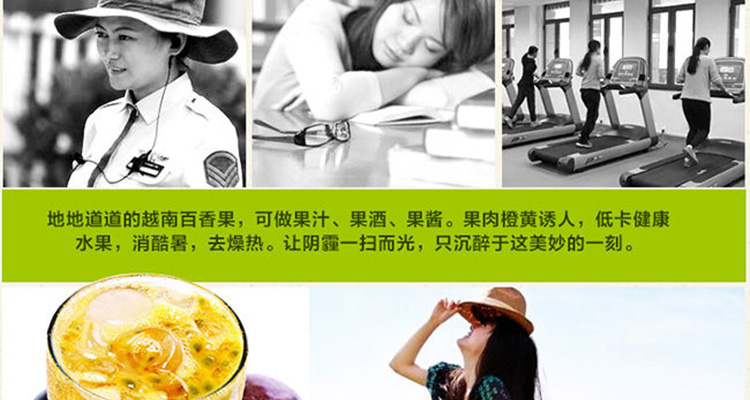 地地道道的越南百香果，可做果汁、果酒、果酱。果肉橙黄诱人，低卡健康
水果，消酷暑，去燥热。让阴霾一扫而光，只沉醉于这美妙的一刻。